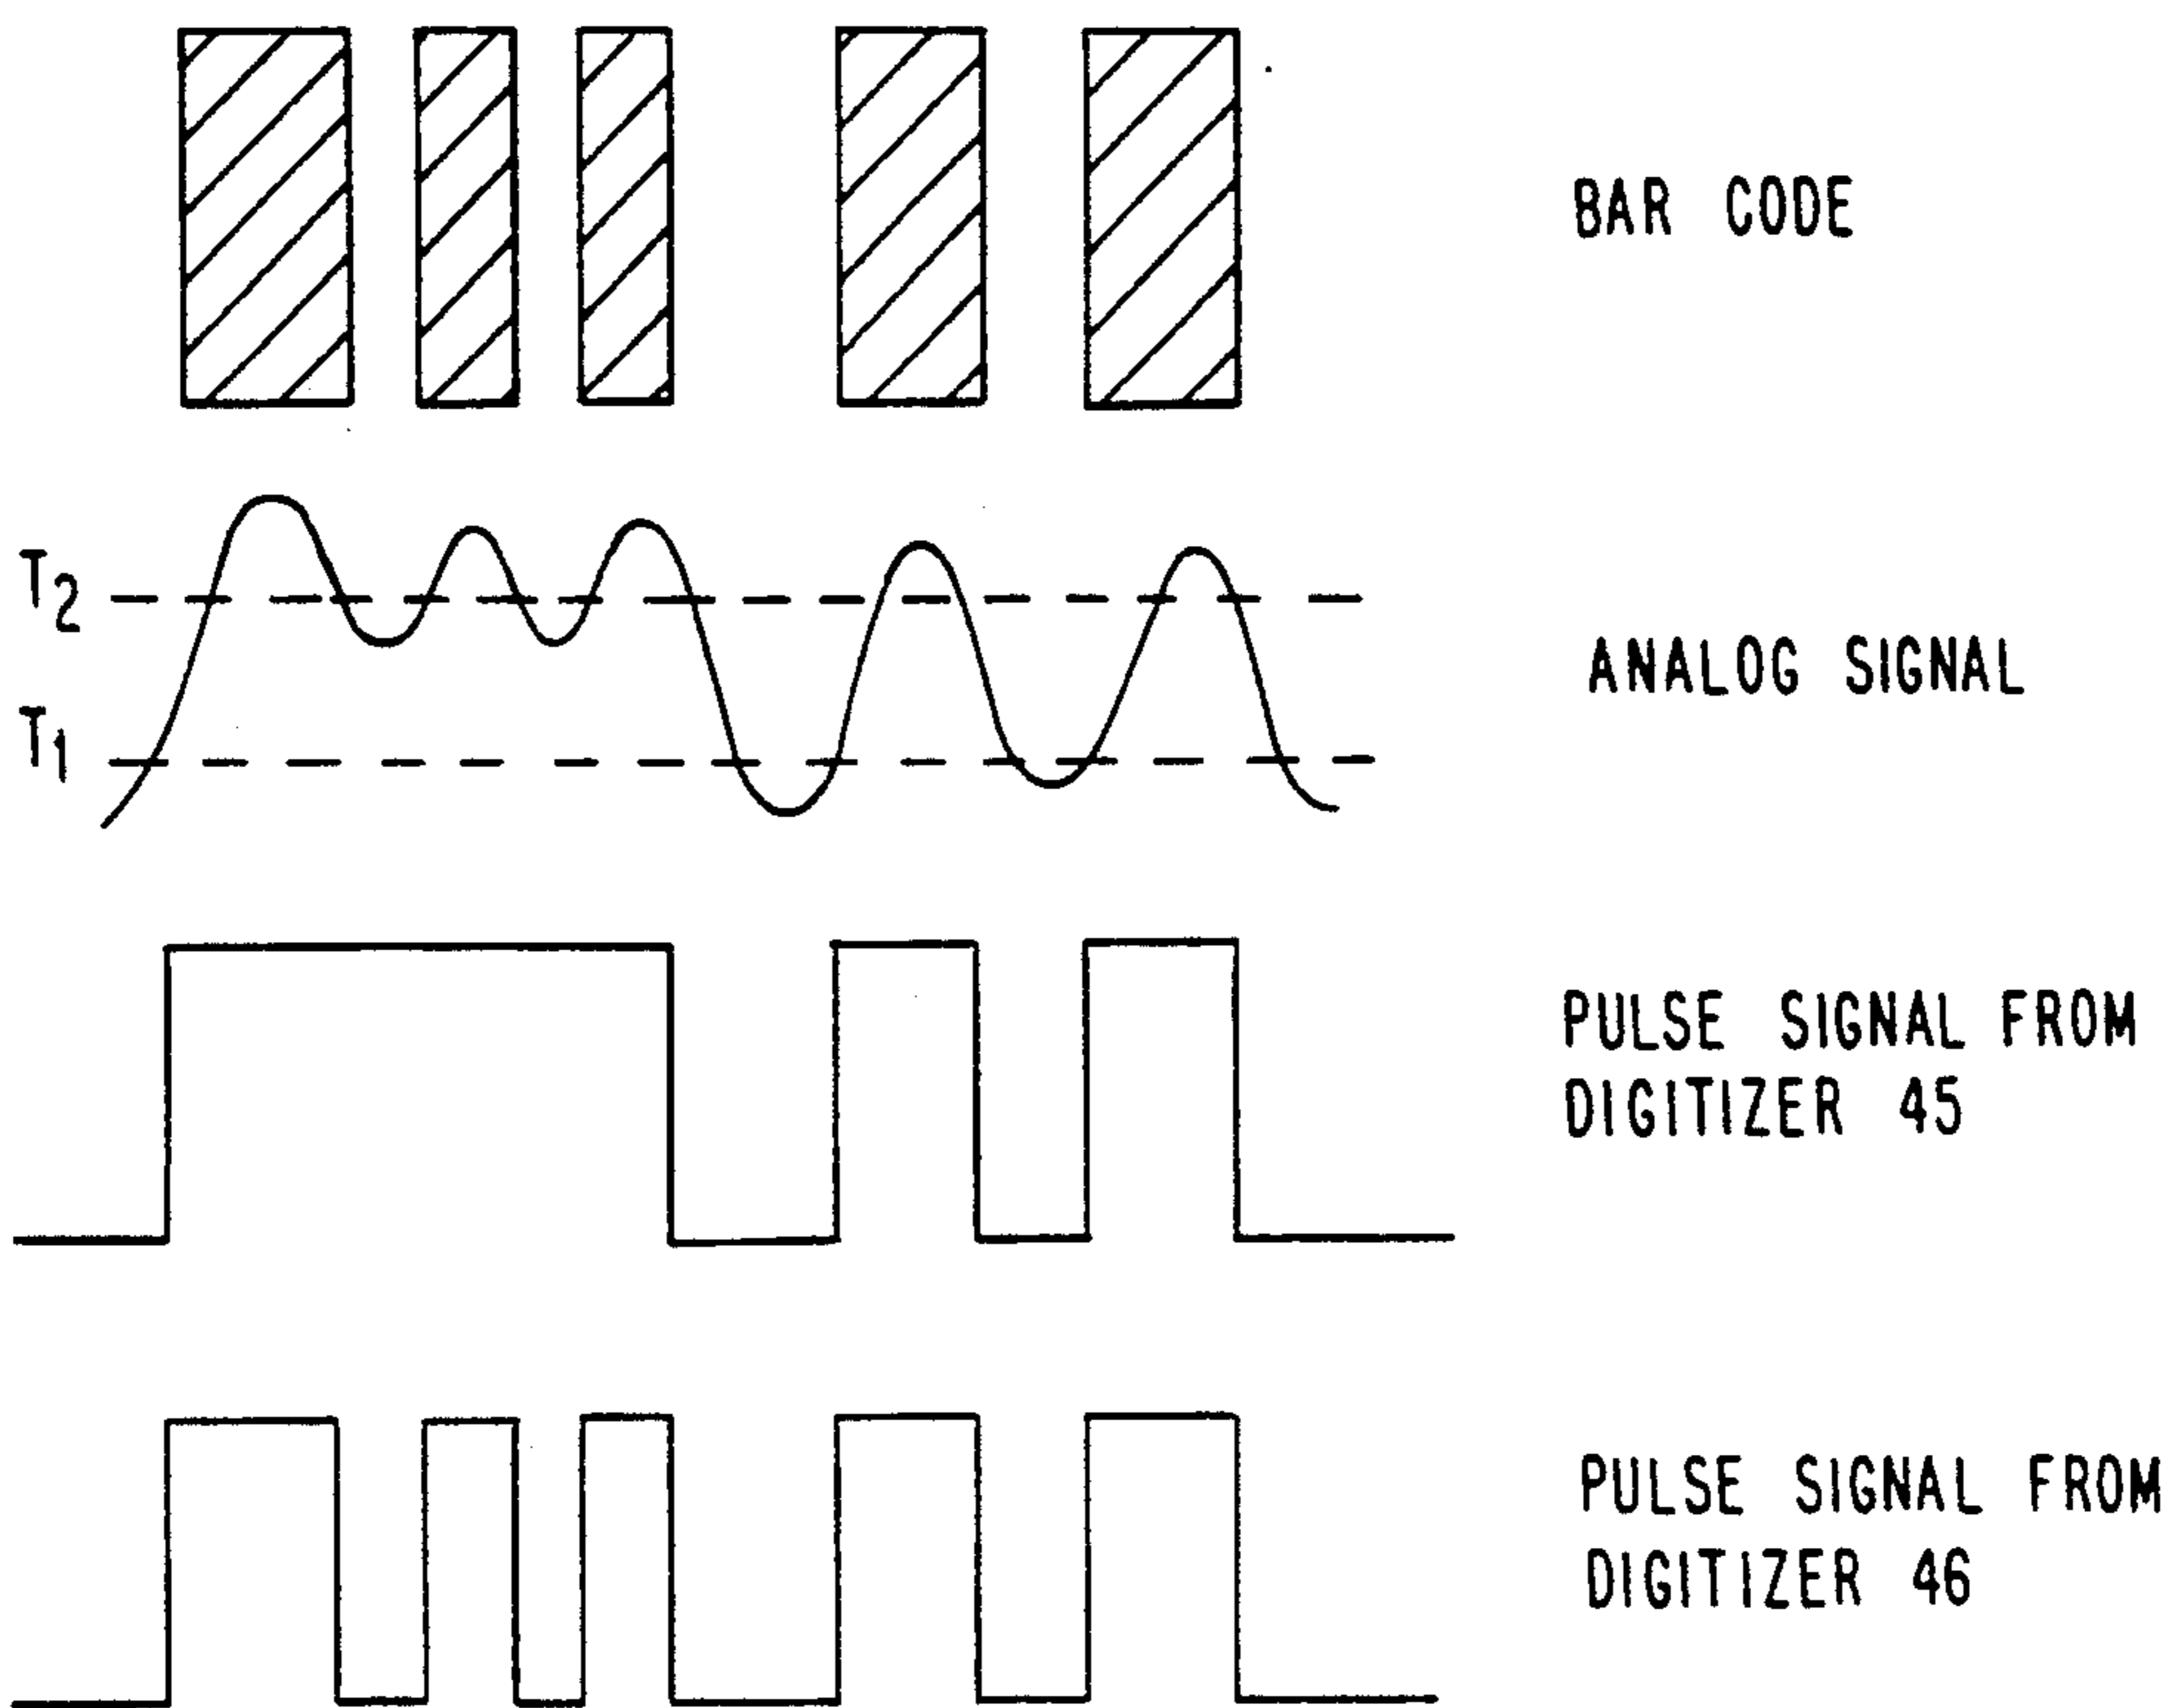 BAR CODE
T2
T1
ANALOG SIGNAL
PULSE SIGNAL FROM
DIGITIZER 45
PULSE SIGNAL FROM
DIGITIZER 46